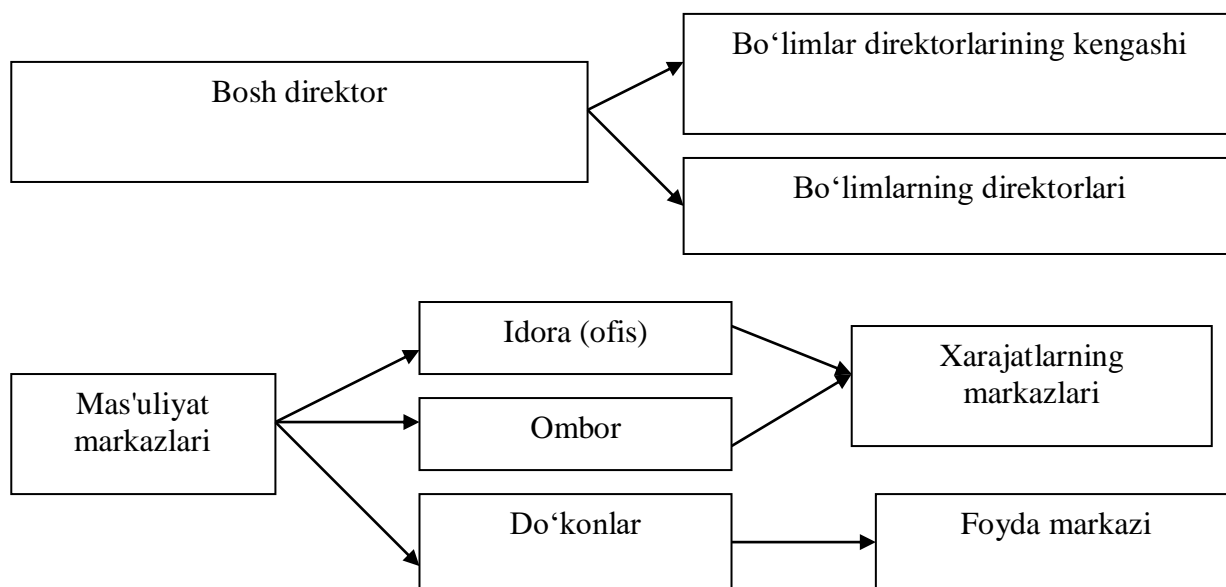 Bo‘limlar direktorlarining kengashi
Bosh direktor
Bo‘limlarning direktorlari
Idora (ofis)
Xarajatlarning
markazlari
Mas'uliyat
markazlari
Ombor
Do‘konlar
Foyda markazi